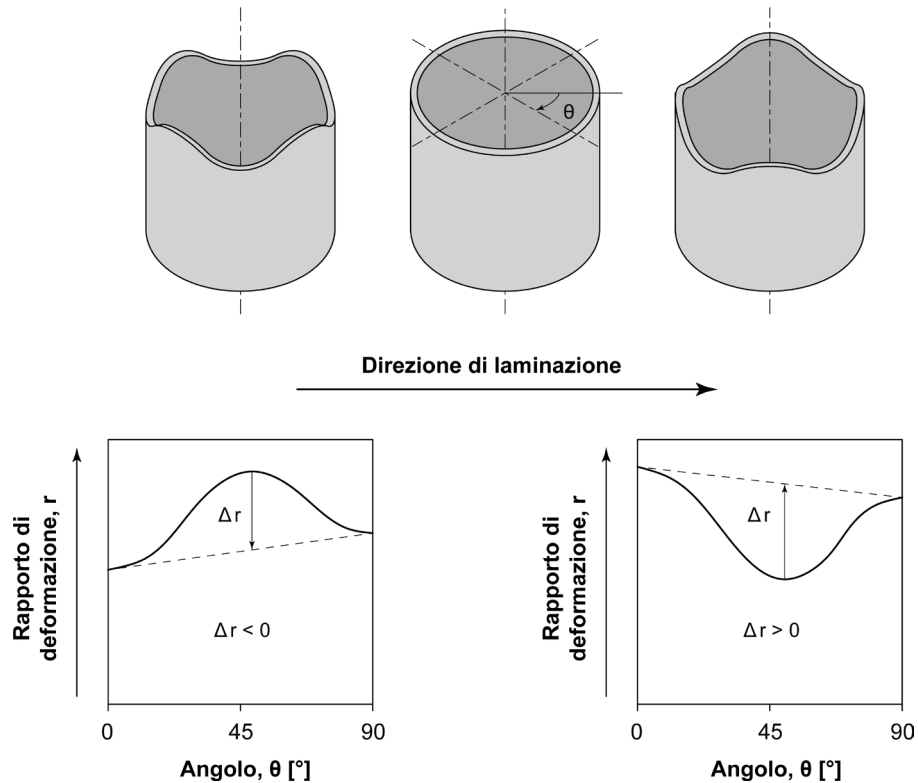 θ
Direzione di laminazione
Rapporto di
deformazione, r
Δr
Δr < 0
0
45
90
Angolo, θ [°]
Rapporto di
deformazione, r
Δr
Δr > 0
0
45
90
Angolo, θ [°]